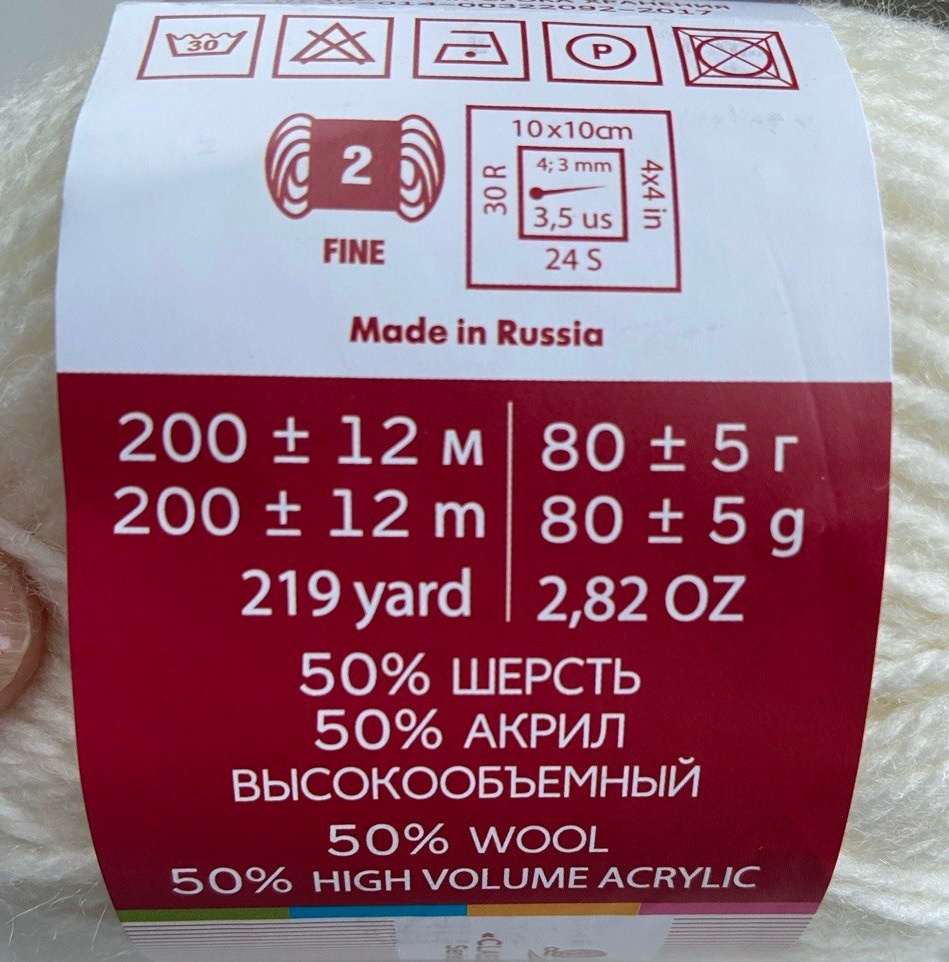 30
P
2
FINE
10x10cm
30 R
4; 3 mm
3,5 us
4x4 in
24 S
Made in Russia
200 ± 12 м
80 ± 5 г
200 ± 12 m
80 ± 5 g
219 yard
2,82 OZ
50% ШЕРСТЬ
50% АКРИЛ
ВЫСОКООБЪЕМНЫЙ
50% WOOL
50% HIGH VOLUME ACRYLIC